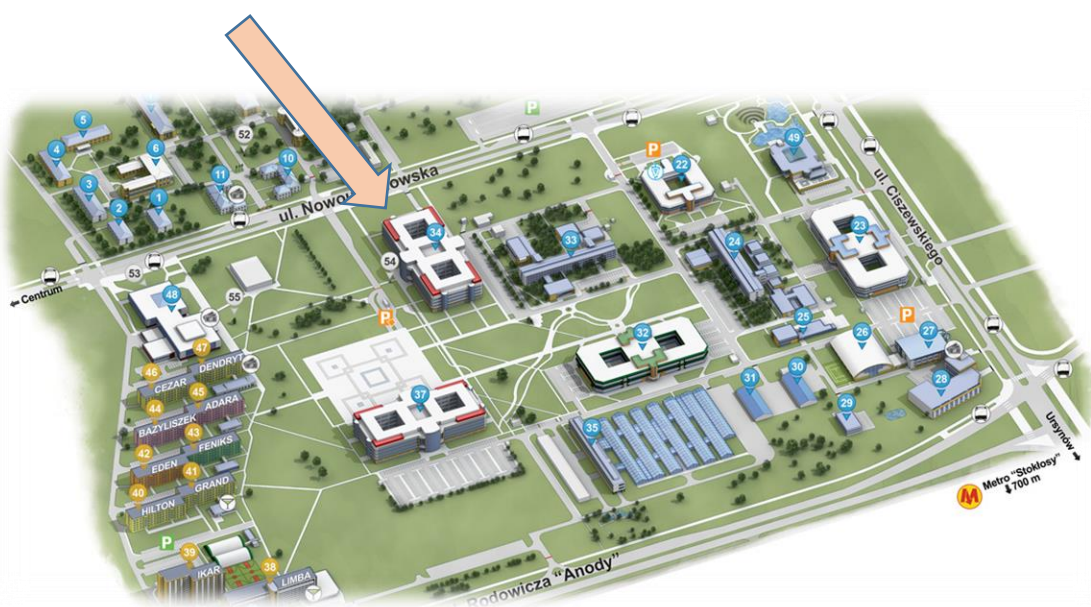 P
5
52
4
6
10
11
3
2
1
ul. Nowo
owska
P
22
49
ul. Ciszewskiego
34
33
24
23
54
← Centrum
53
48
55
P
32
25
26
P
27
47
DENDRYT
46
CEZAR
45
ADARA
44
BAZYLISZEK
43
FENIKS
42
EDEN
41
GRAND
40
HILTON
37
31
30
29
28
35
Ursynów
M
Metro "Stokłosy"
700 m
P
39
IKAR
38
LIMBA
Rodowicza "Anody"